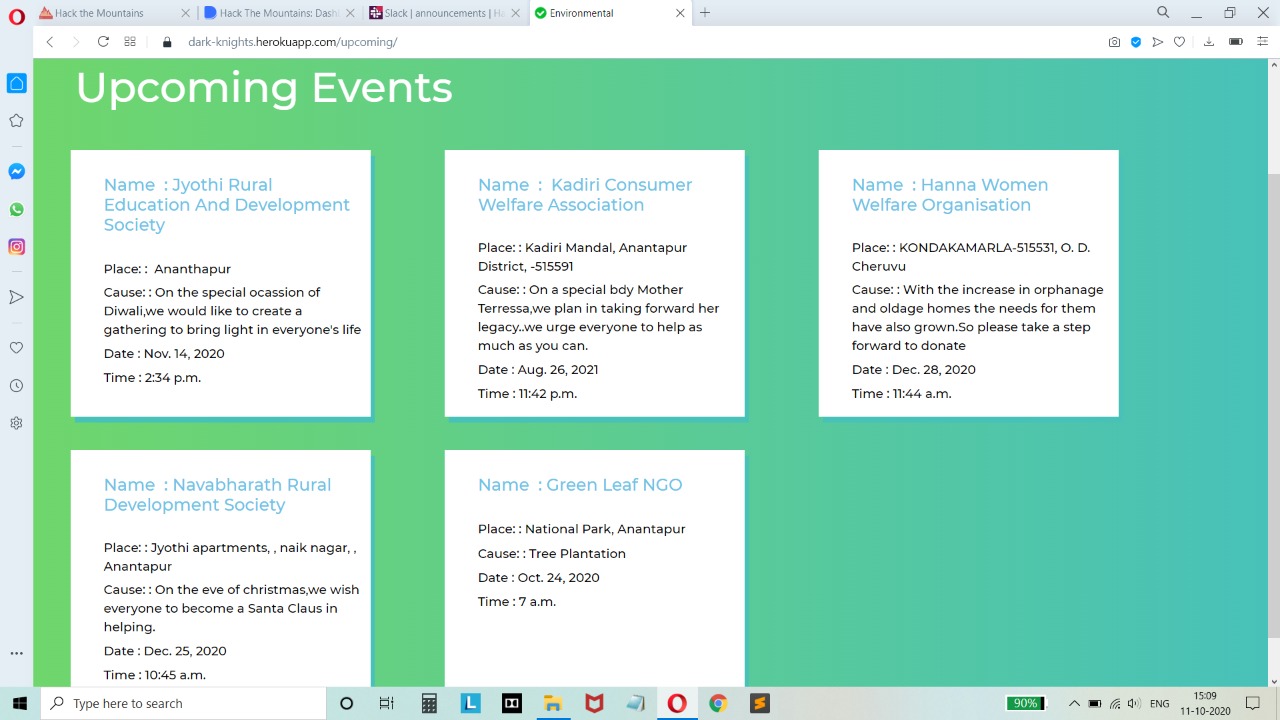 Hack the Mountains
Hack The Mountains: Dash
Slack | announcements | Ha
Environmental
dark-knights.herokuapp.com/upcoming/
Upcoming Events
Name : Jyothi Rural
Education And Development
Society
Place: : Ananthapur
Cause: : On the special ocassion of
Diwali,we would like to create a
gathering to bring light in everyone's life
Date : Nov. 14, 2020
Time : 2:34 p.m.
Name : Kadiri Consumer
Welfare Association
Place: : Kadiri Mandal, Anantapur
District, -515591
Cause: : On a special bdy Mother
Terressa,we plan in taking forward her
legacy..we urge everyone to help as
much as you can.
Date : Aug. 26, 2021
Time : 11:42 p.m.
Name : Hanna Women
Welfare Organisation
Place: : KONDAKAMARLA-515531, O. D.
Cheruvu
Cause: : With the increase in orphanage
and oldage homes the needs for them
have also grown.So please take a step
forward to donate
Date : Dec. 28, 2020
Time : 11:44 a.m.
Name : Navabharath Rural
Development Society
Place: : Jyothi apartments, , naik nagar, ,
Anantapur
Cause: : On the eve of christmas,we wish
everyone to become a Santa Claus in
helping.
Date : Dec. 25, 2020
Time : 10:45 a.m.
Name : Green Leaf NGO
Place: : National Park, Anantapur
Cause: : Tree Plantation
Date : Oct. 24, 2020
Time : 7 a.m.
Type here to search
90%
ENG
15:09
11-10-2020